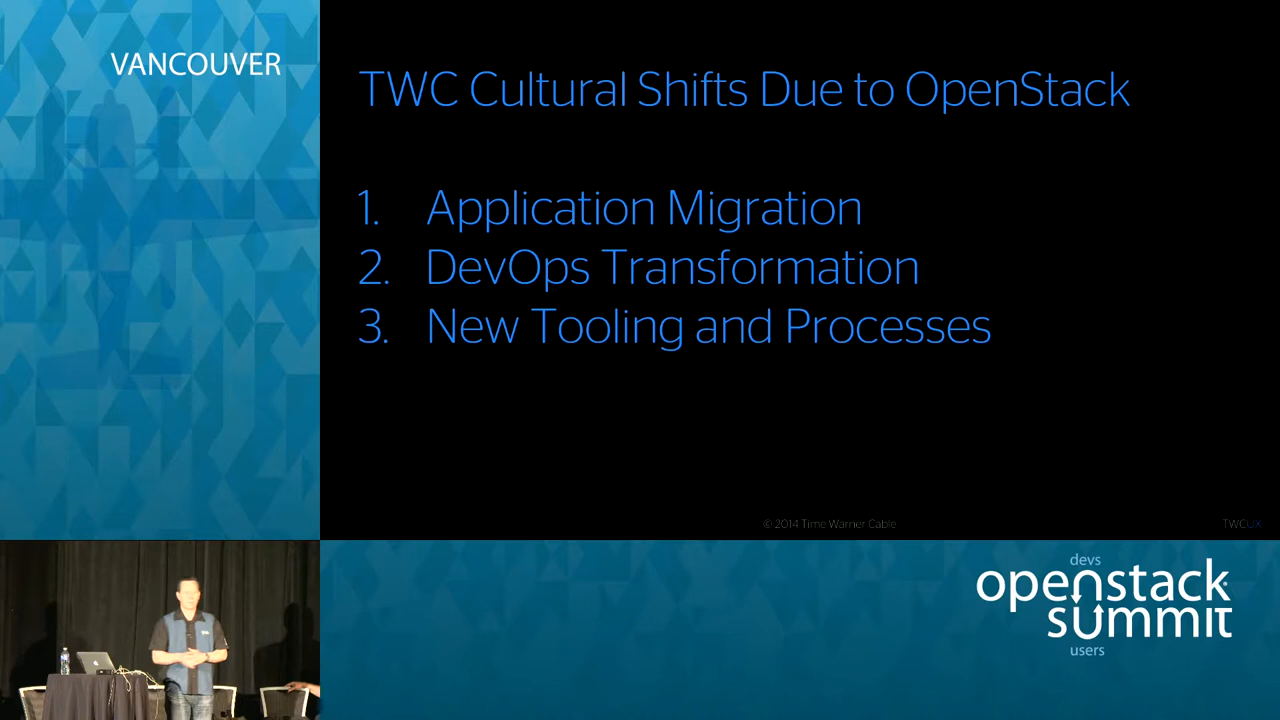 VANCOUVER
TWC Cultural Shifts Due to OpenStack
1. Application Migration
2. DevOps Transformation
3. New Tooling and Processes
© 2014 Time Warner Cable
TWCUX
devs
openstack
summit
users